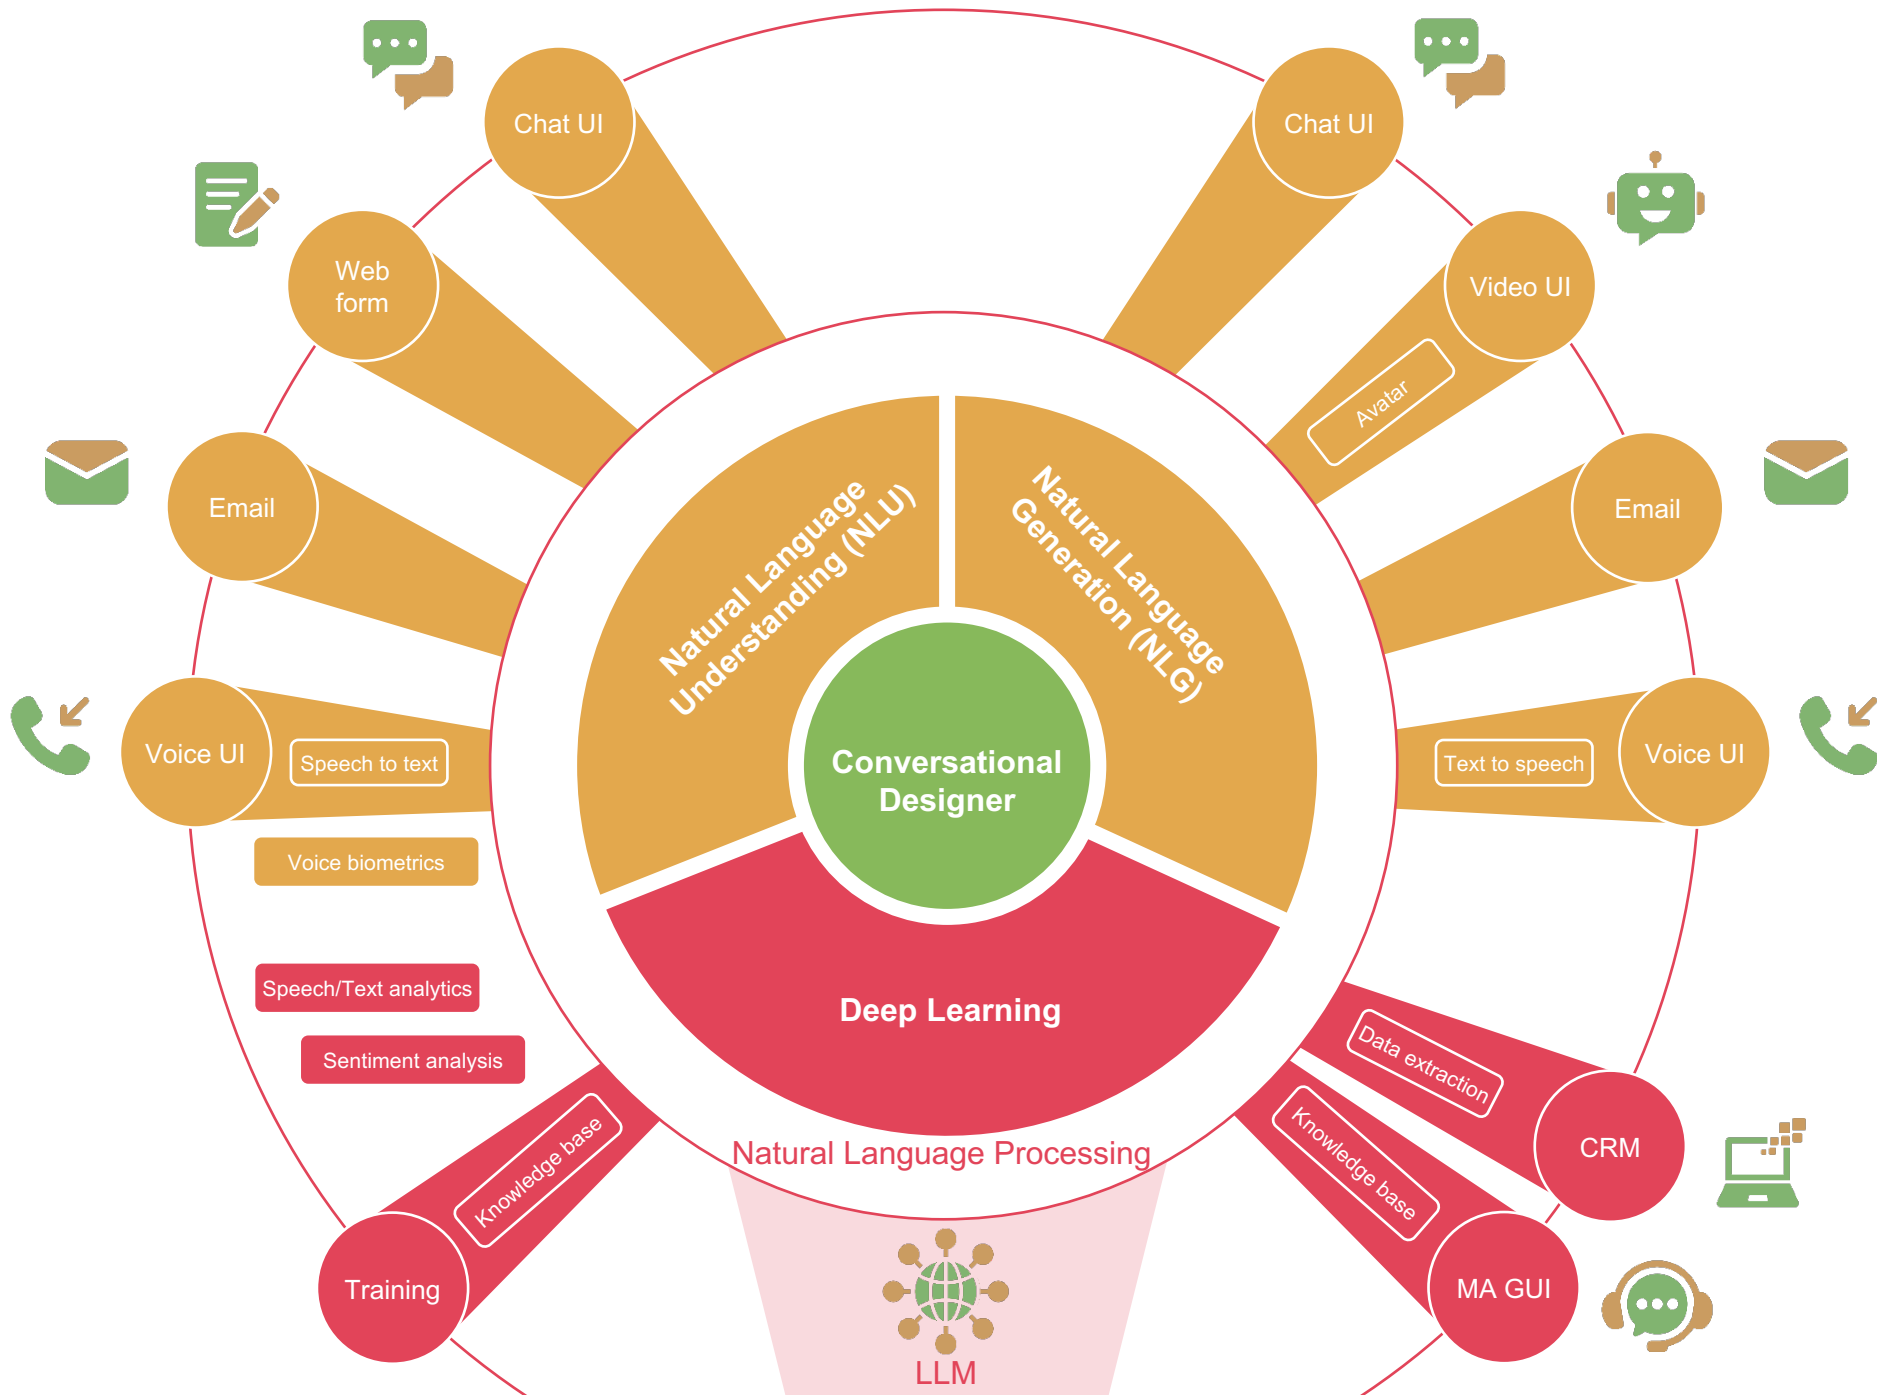 Chat UI
Chat UI
Web
form
Video UI
Avatar
Email
Email
Natural Language
Understanding (NLU)
Natural Language
Generation (NLG)
Voice UI
Speech to text
Conversational
Designer
Text to speech
Voice UI
Voice biometrics
Speech/Text analytics
Deep Learning
Sentiment analysis
Data extraction
Knowledge base
Knowledge base
Natural Language Processing
CRM
Training
MA GUI
LLM